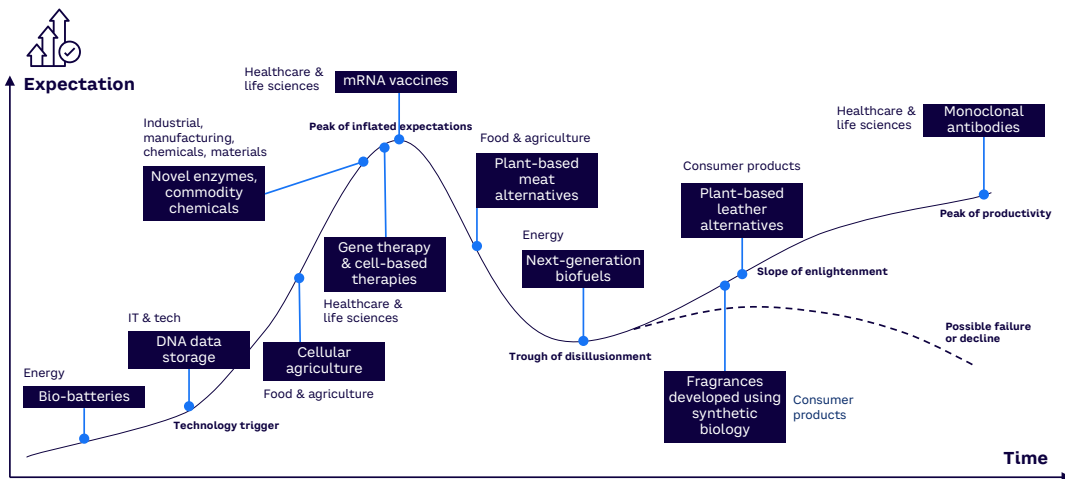 Expectation
Healthcare &
life sciences
mRNA vaccines
Peak of inflated expectations
Industrial,
manufacturing,
chemicals, materials
Novel enzymes,
commodity
chemicals
Gene therapy
& cell-based
therapies
Healthcare &
life sciences
IT & tech
DNA data
storage
Energy
Bio-batteries
Technology trigger
Cellular
agriculture
Food & agriculture
Food & agriculture
Plant-based
meat
alternatives
Energy
Next-generation
biofuels
Trough of disillusionment
Consumer products
Plant-based
leather
alternatives
Slope of enlightenment
Fragrances
developed using
synthetic
biology
Consumer
products
Healthcare &
life sciences
Monoclonal
antibodies
Peak of productivity
Possible failure
or decline
Time